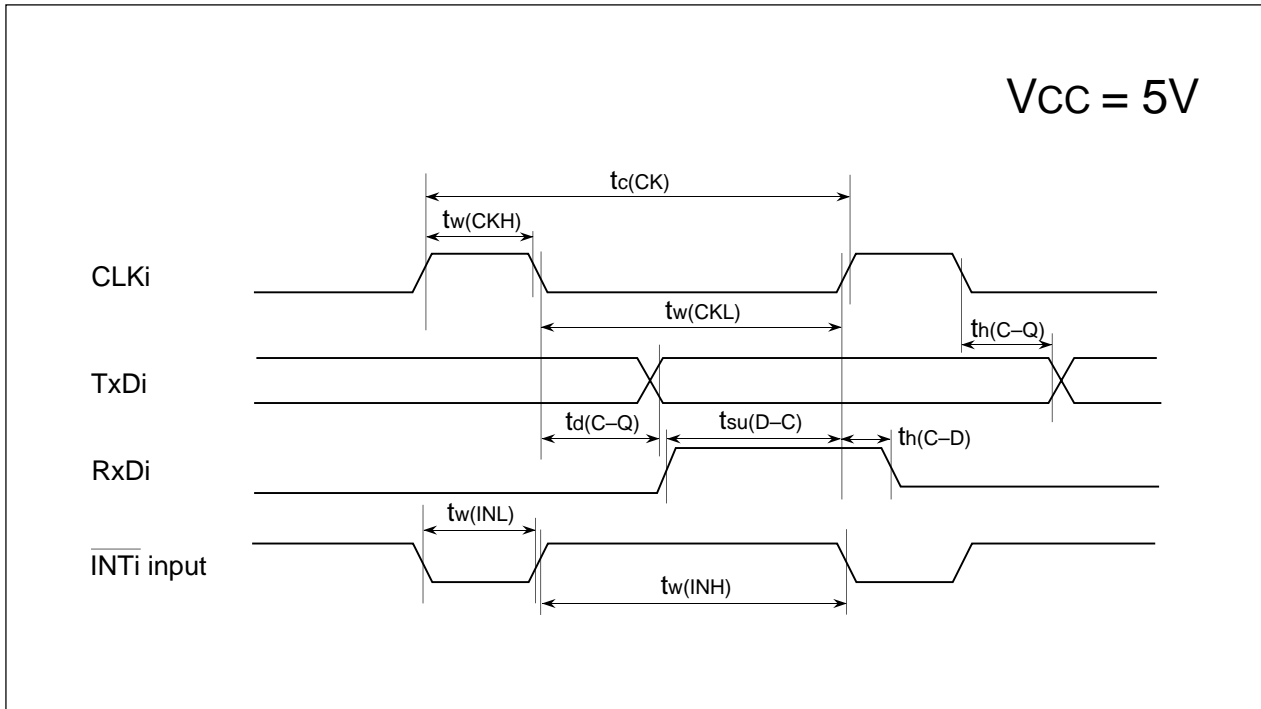 VCC = 5V
tc(CK)
tw(CKH)
CLKi
tw(CKL)
th(C–Q)
TxDi
td(C–Q)
tsu(D–C)
th(C–D)
RxDi
tw(INL)
INTi input
tw(INH)